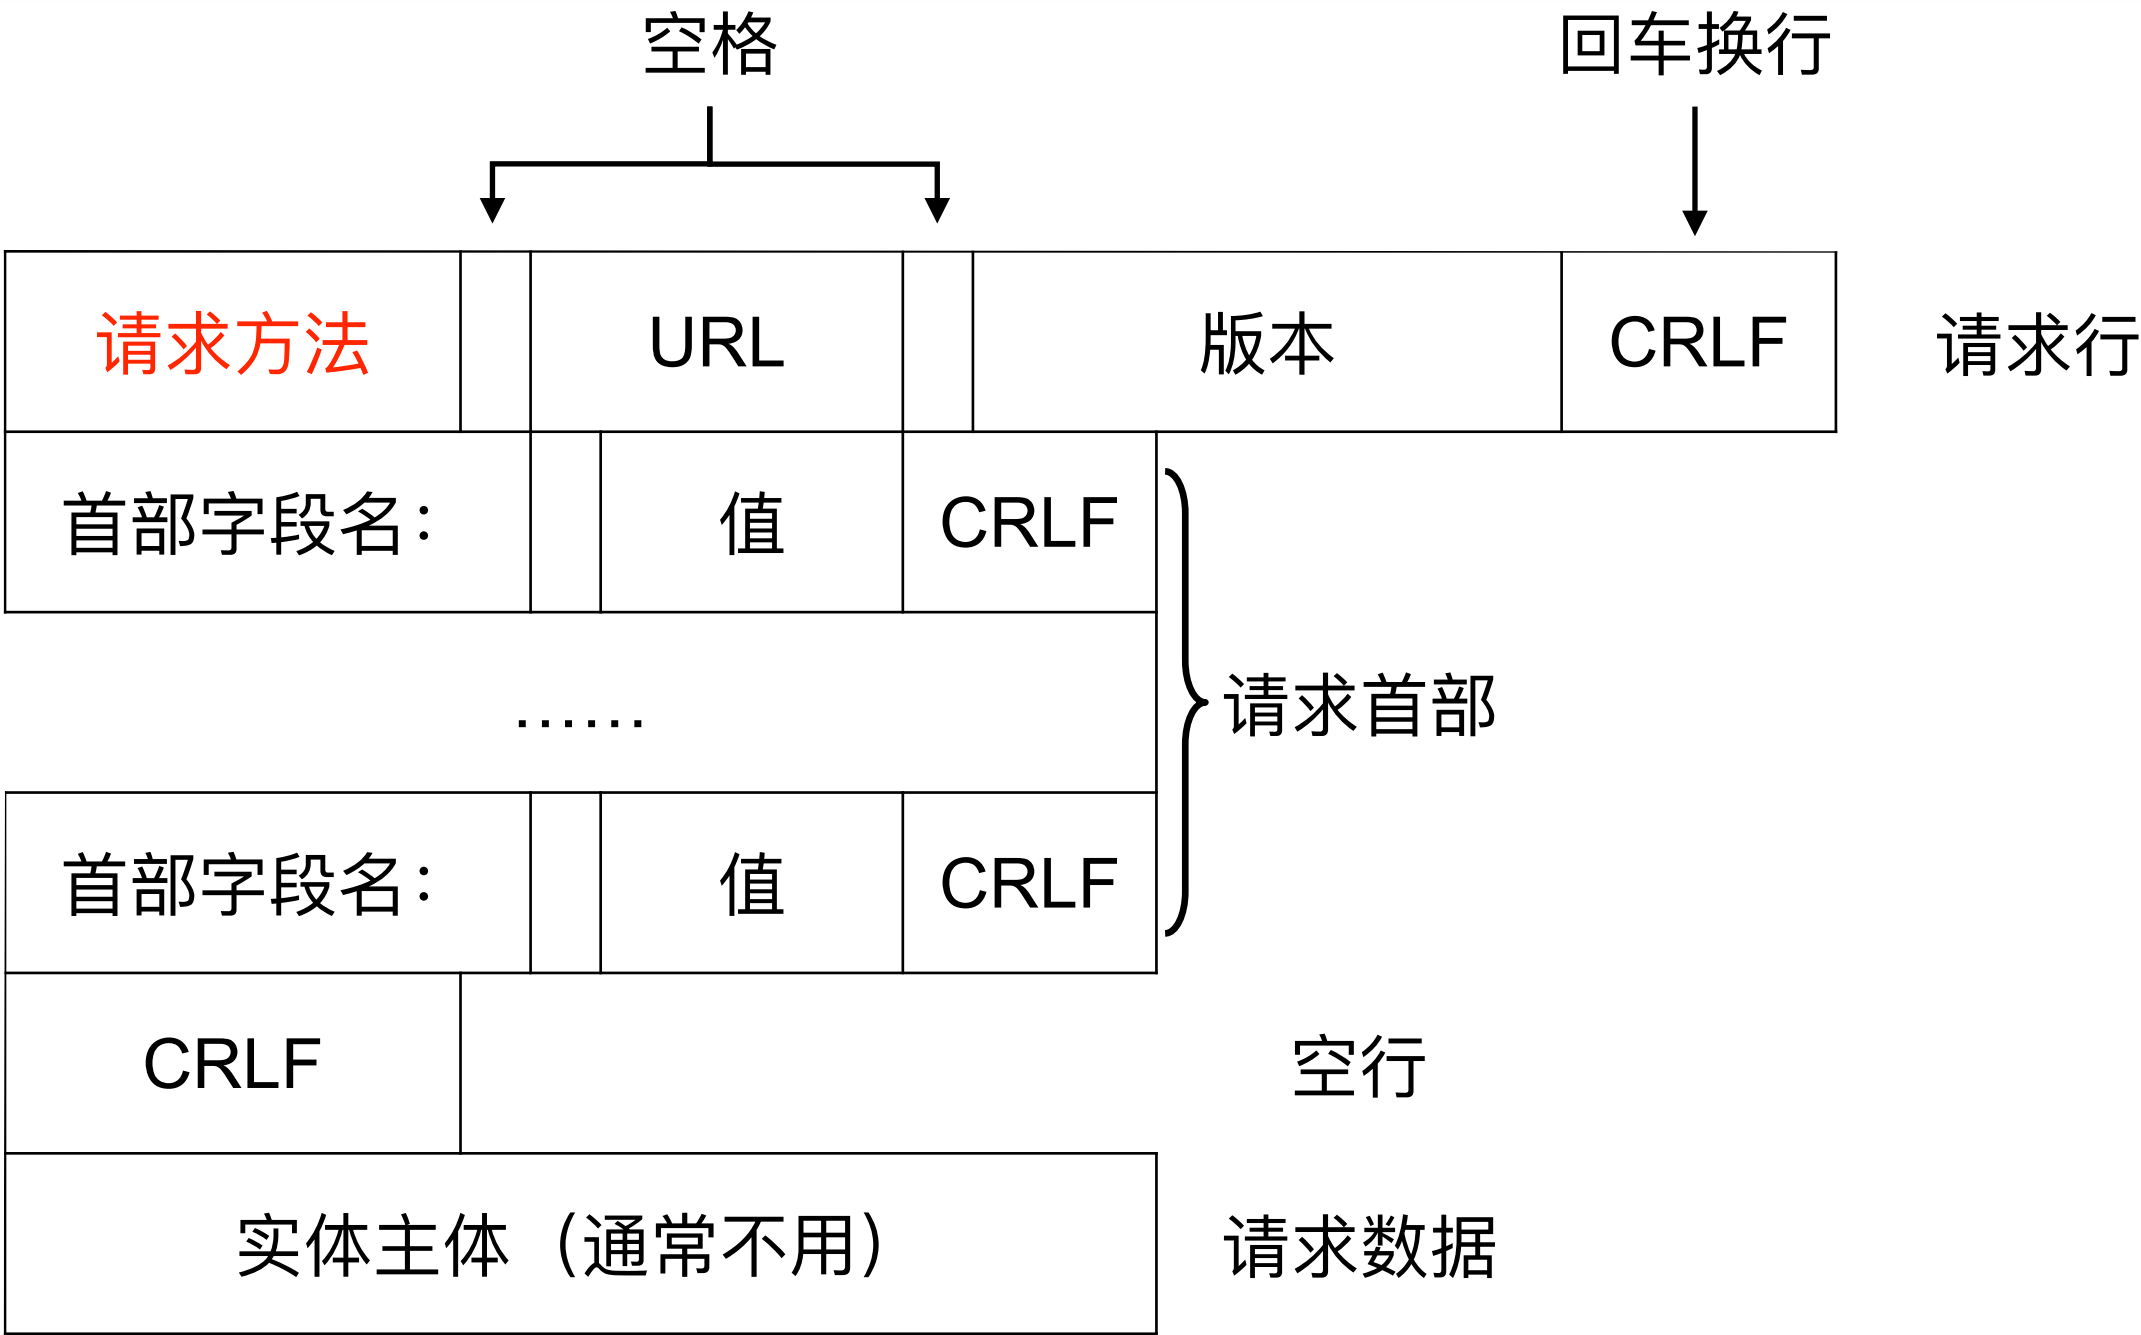 空格 回车换行
请求方法 URL 版本 CRLF 请求行
首部字段名： 值 CRLF
…… 请求首部
首部字段名： 值 CRLF
CRLF 空行
实体主体（通常不用） 请求数据